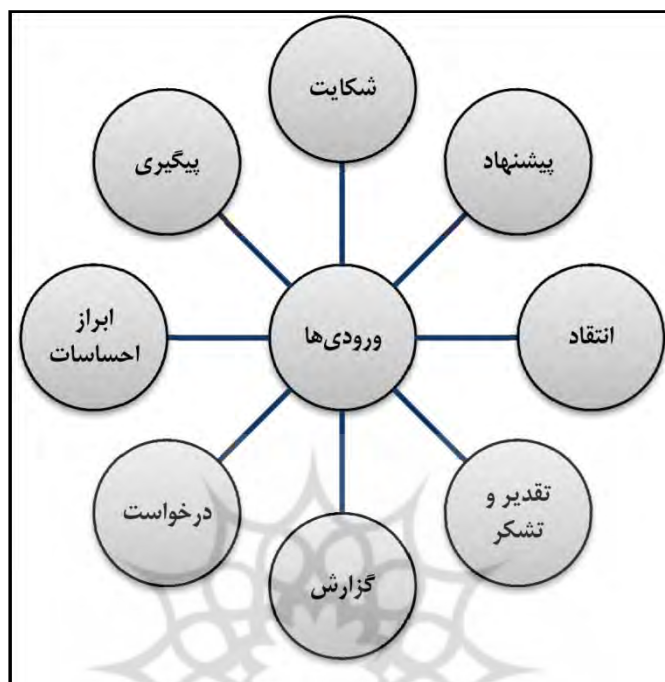 شکایت
پیشنهاد
پیگیری
ورودی‌ها
انتقاد
ابراز
احساسات
تقدیر و
تشکر
درخواست
گزارش